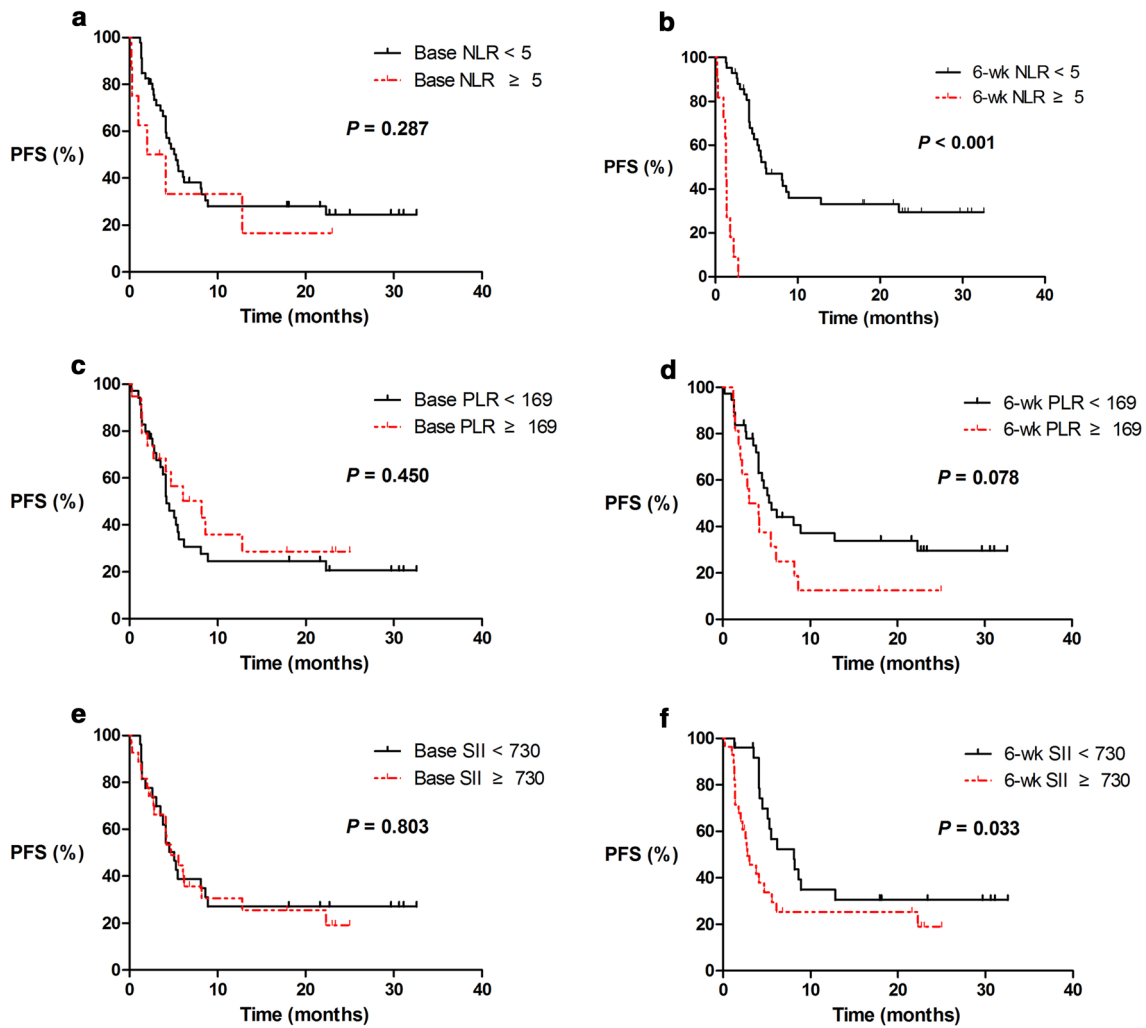 a
100
80
60
40
20
0
PFS (%)
0 10 20 30 40
Time (months)
Base NLR < 5
Base NLR ≥ 5
P = 0.287
b
100
80
60
40
20
0
PFS (%)
0 10 20 30 40
Time (months)
6-wk NLR < 5
6-wk NLR ≥ 5
P < 0.001
c
100
80
60
40
20
0
PFS (%)
0 10 20 30 40
Time (months)
Base PLR < 169
Base PLR ≥ 169
P = 0.450
d
100
80
60
40
20
0
PFS (%)
0 10 20 30 40
Time (months)
6-wk PLR < 169
6-wk PLR ≥ 169
P = 0.078
e
100
80
60
40
20
0
PFS (%)
0 10 20 30 40
Time (months)
Base SII < 730
Base SII ≥ 730
P = 0.803
f
100
80
60
40
20
0
PFS (%)
0 10 20 30 40
Time (months)
6-wk SII < 730
6-wk SII ≥ 730
P = 0.033